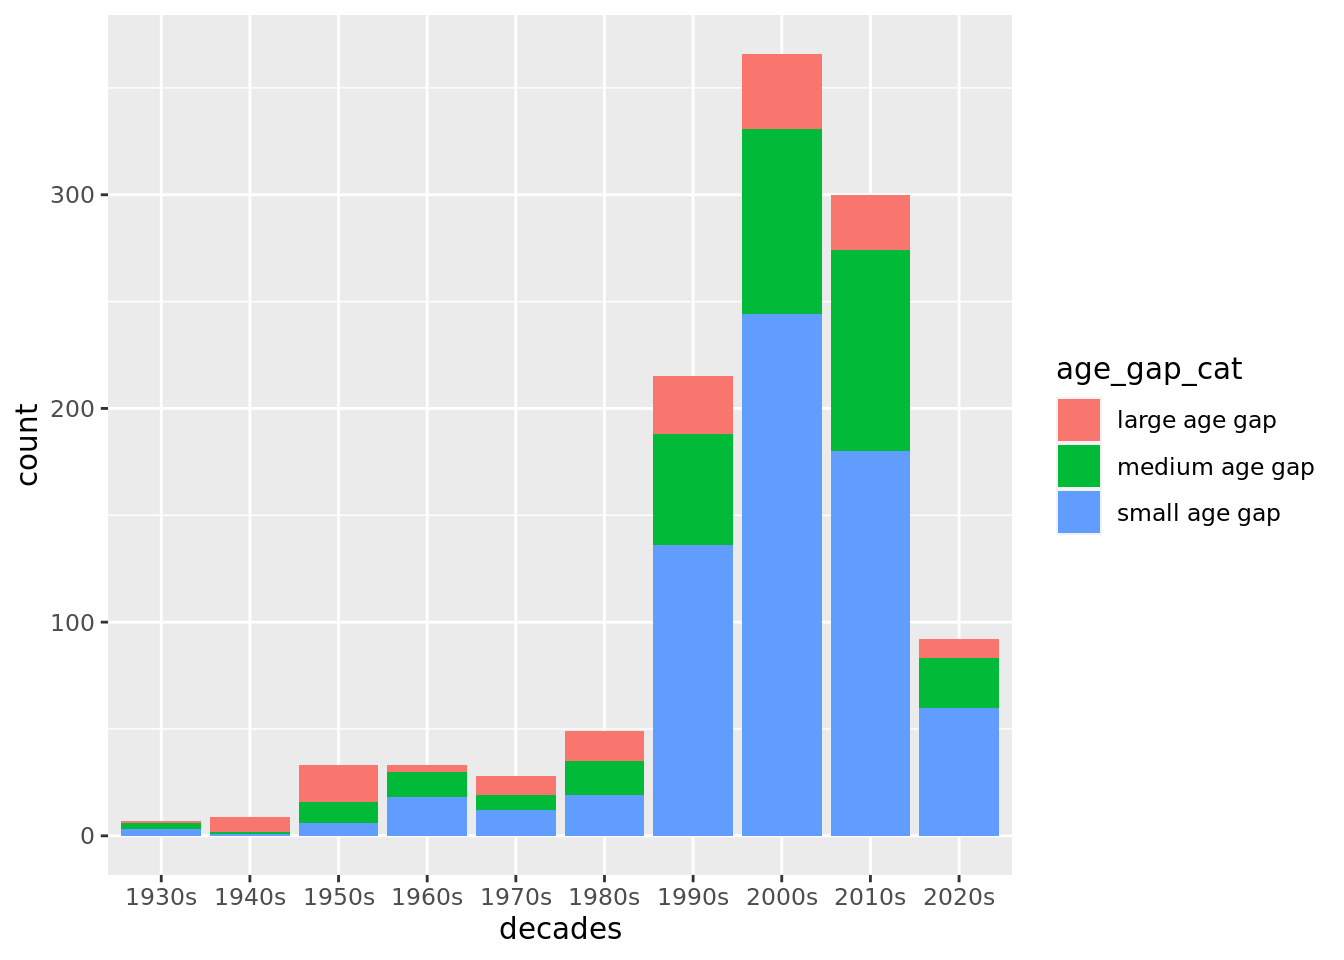 300
200
100
0
count
1930s 1940s 1950s 1960s 1970s 1980s 1990s 2000s 2010s 2020s
decades
age_gap_cat
large age gap
medium age gap
small age gap